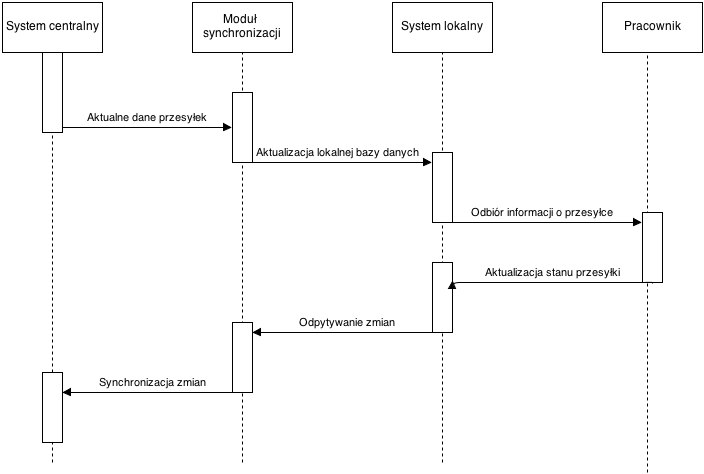 System centralny
Moduł
synchronizacji
System lokalny
Pracownik
Aktualne dane przesyłek
Aktualizacja lokalnej bazy danych
Odbiór informacji o przesyłce
Aktualizacja stanu przesyłki
Odpytywanie zmian
Synchronizacja zmian